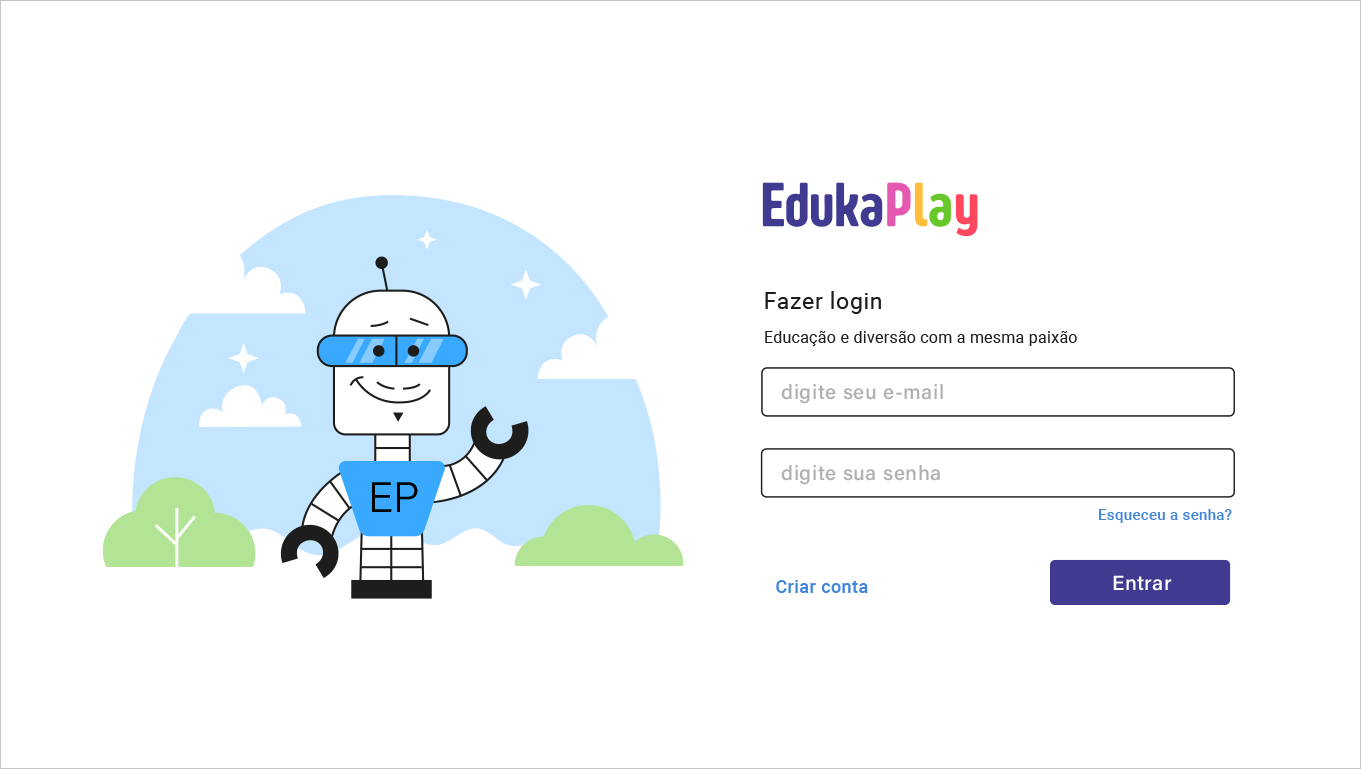 EdukaPlay
Fazer login
Educação e diversão com a mesma paixão
digite seu e-mail
digite sua senha
Esqueceu a senha?
Criar conta
Entrar
EP